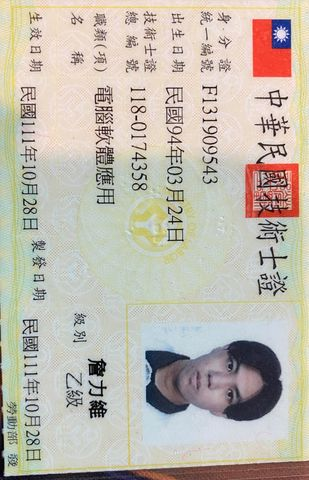 中華民國技術士證
身分證
統一編號 F131909543
出生日期 民國94年03月24日
技術士證
總編號 118-0174358
職類(項)
名稱 電腦軟體應用
級別 乙級
詹力維
生效日期 民國111年10月28日 製發日期 民國111年10月28日
勞動部 發